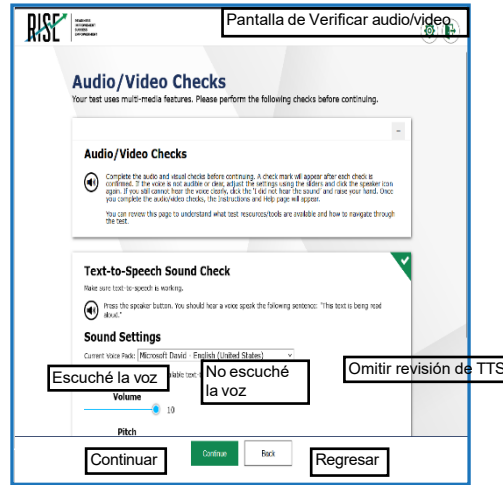 RISE
Pantalla de Verificar audio/video
Audio/Video Checks
Your test uses multi-media features. Please perform the following checks before continuing.
Audio/Video Checks
Complete the audio and visual checks before continuing. A check mark will appear after each check is
confirmed. If the voice is not audible or clear, adjust the settings using the sliders and click the speaker icon
again. If you still cannot hear the voice clearly, click the 'I did not hear the sound' and raise your hand. Once
you complete the audio/video checks, the Instructions and Help page will appear.
You can review this page to understand what test resources/tools are available and how to navigate through
the test.
Text-to-Speech Sound Check
Make sure text-to-speech is working.
Press the speaker button. You should hear a voice speak the following sentence: "This text is being read
aloud."
Sound Settings
Current Voice Pack: Microsoft David - English (United States)
Escuché la voz
No escuché
la voz
Omitir revisión de TTS
Volume
10
Pitch
Continuar
Continue
Back
Regresar